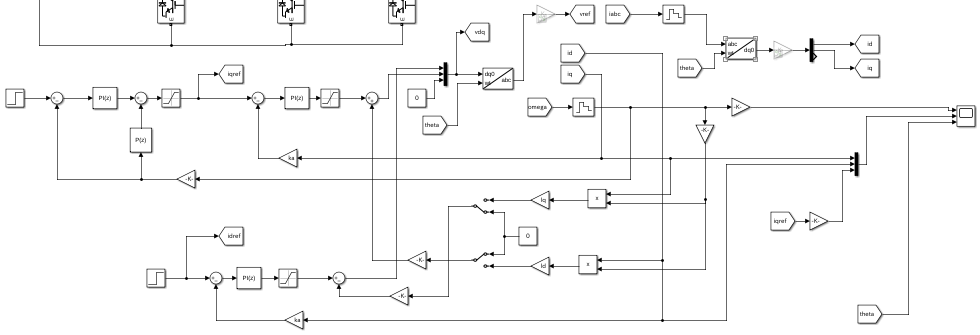 vdq
vref
iabc
iqref
dq0
abc
theta
abc
dq0
id
iq
id
iq
theta
0
omega
-K-
PI(z)
PI(z)
PI(z)
-K-
ka
-K-
iqref
-K-
Iq
x
0
idref
-K-
Id
x
PI(z)
-K-
ka
theta